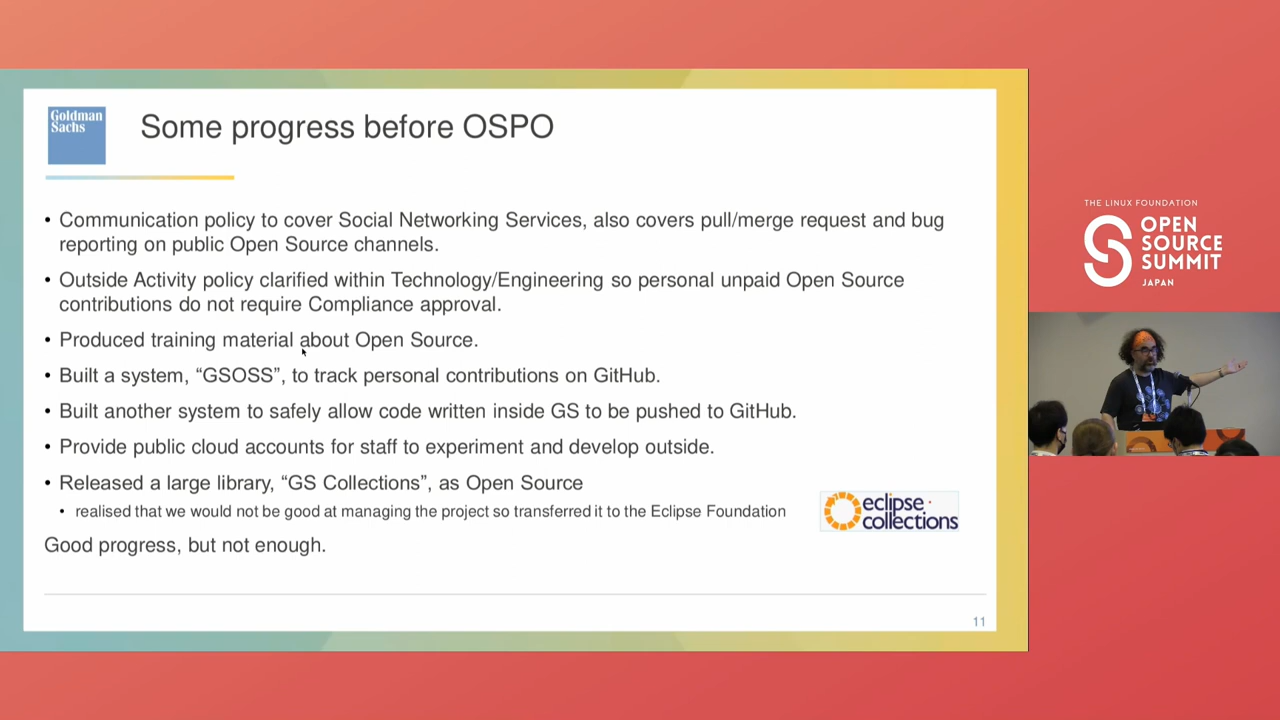 Goldman
Sachs
Some progress before OSPO
• Communication policy to cover Social Networking Services, also covers pull/merge request and bug
reporting on public Open Source channels.
• Outside Activity policy clarified within Technology/Engineering so personal unpaid Open Source
contributions do not require Compliance approval.
• Produced training material about Open Source.
• Built a system, “GSOSS”, to track personal contributions on GitHub.
• Built another system to safely allow code written inside GS to be pushed to GitHub.
• Provide public cloud accounts for staff to experiment and develop outside.
• Released a large library, “GS Collections”, as Open Source
• realised that we would not be good at managing the project so transferred it to the Eclipse Foundation
eclipse
collections
Good progress, but not enough.
11
THE LINUX FOUNDATION
OPEN
SOURCE
SUMMIT
JAPAN